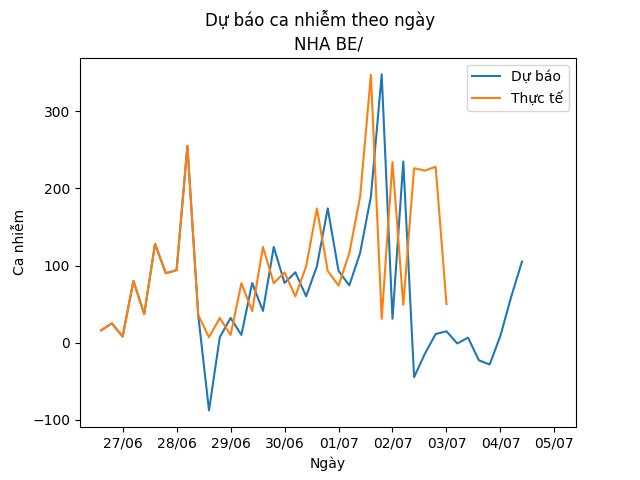 Dự báo ca nhiễm theo ngày
NHA BE/
Dự báo
Thực tế
Ca nhiễm
300
200
100
0
−100
27/06 28/06 29/06 30/06 01/07 02/07 03/07 04/07 05/07
Ngày